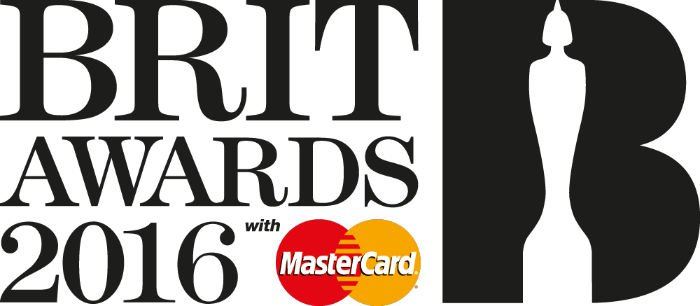 BRIT
AWARDS
2016 with
MasterCard
B